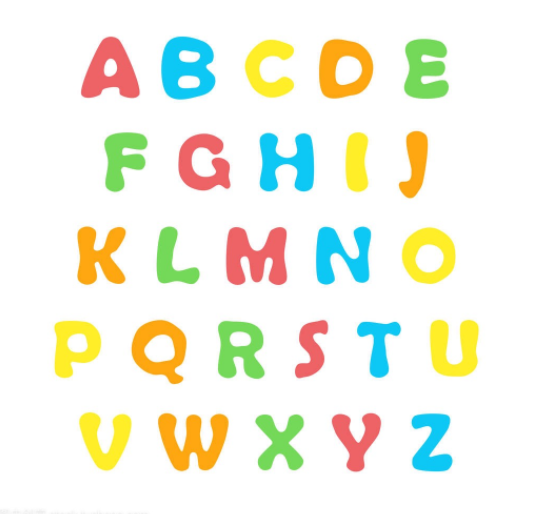 A B C D E
F G H I J
K L M N O
P Q R S T U
V W X Y Z